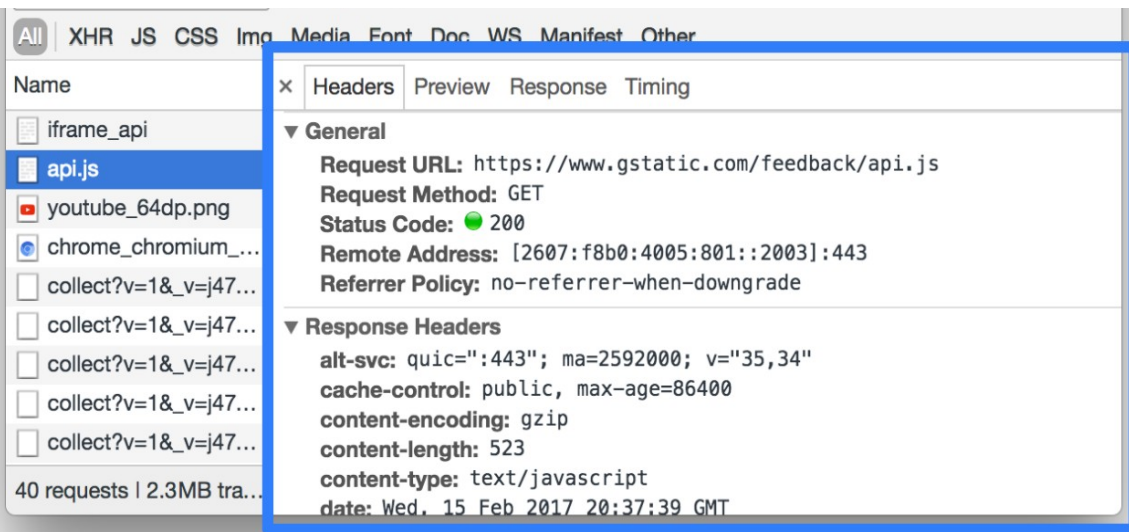 All XHR JS CSS Img Media Font Doc WS Manifest Other
Name
iframe_api
api.js
youtube_64dp.png
chrome_chromium_...
collect?v=1&_v=j47...
collect?v=1&_v=j47...
collect?v=1&_v=j47...
collect?v=1&_v=j47...
collect?v=1&_v=j47...
40 requests | 2.3MB tra...
× Headers Preview Response Timing
▼ General
Request URL: https://www.gstatic.com/feedback/api.js
Request Method: GET
Status Code: 200
Remote Address: [2607:f8b0:4005:801::2003]:443
Referrer Policy: no-referrer-when-downgrade
▼ Response Headers
alt-svc: quic=":443"; ma=2592000; v="35,34"
cache-control: public, max-age=86400
content-encoding: gzip
content-length: 523
content-type: text/javascript
date: Wed, 15 Feb 2017 20:37:39 GMT